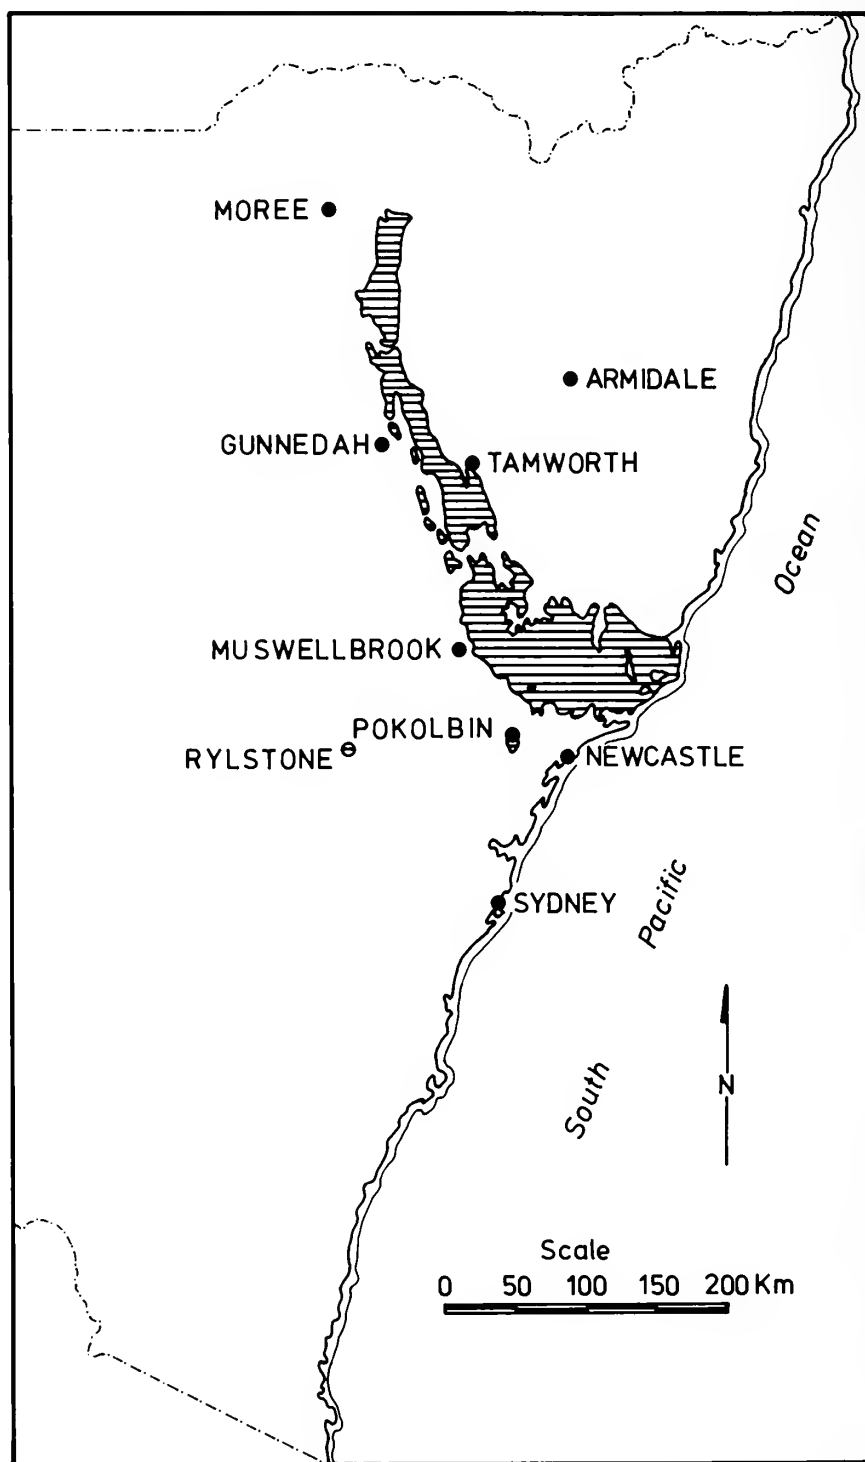 MOREE
ARMIDALE
GUNNEDAH
TAMWORTH
Ocean
MUSWELLBROOK
POKOLBIN
RYLSTONE
NEWCASTLE
Pacific
SYDNEY
N
South
Scale
0 50 100 150 200 Km